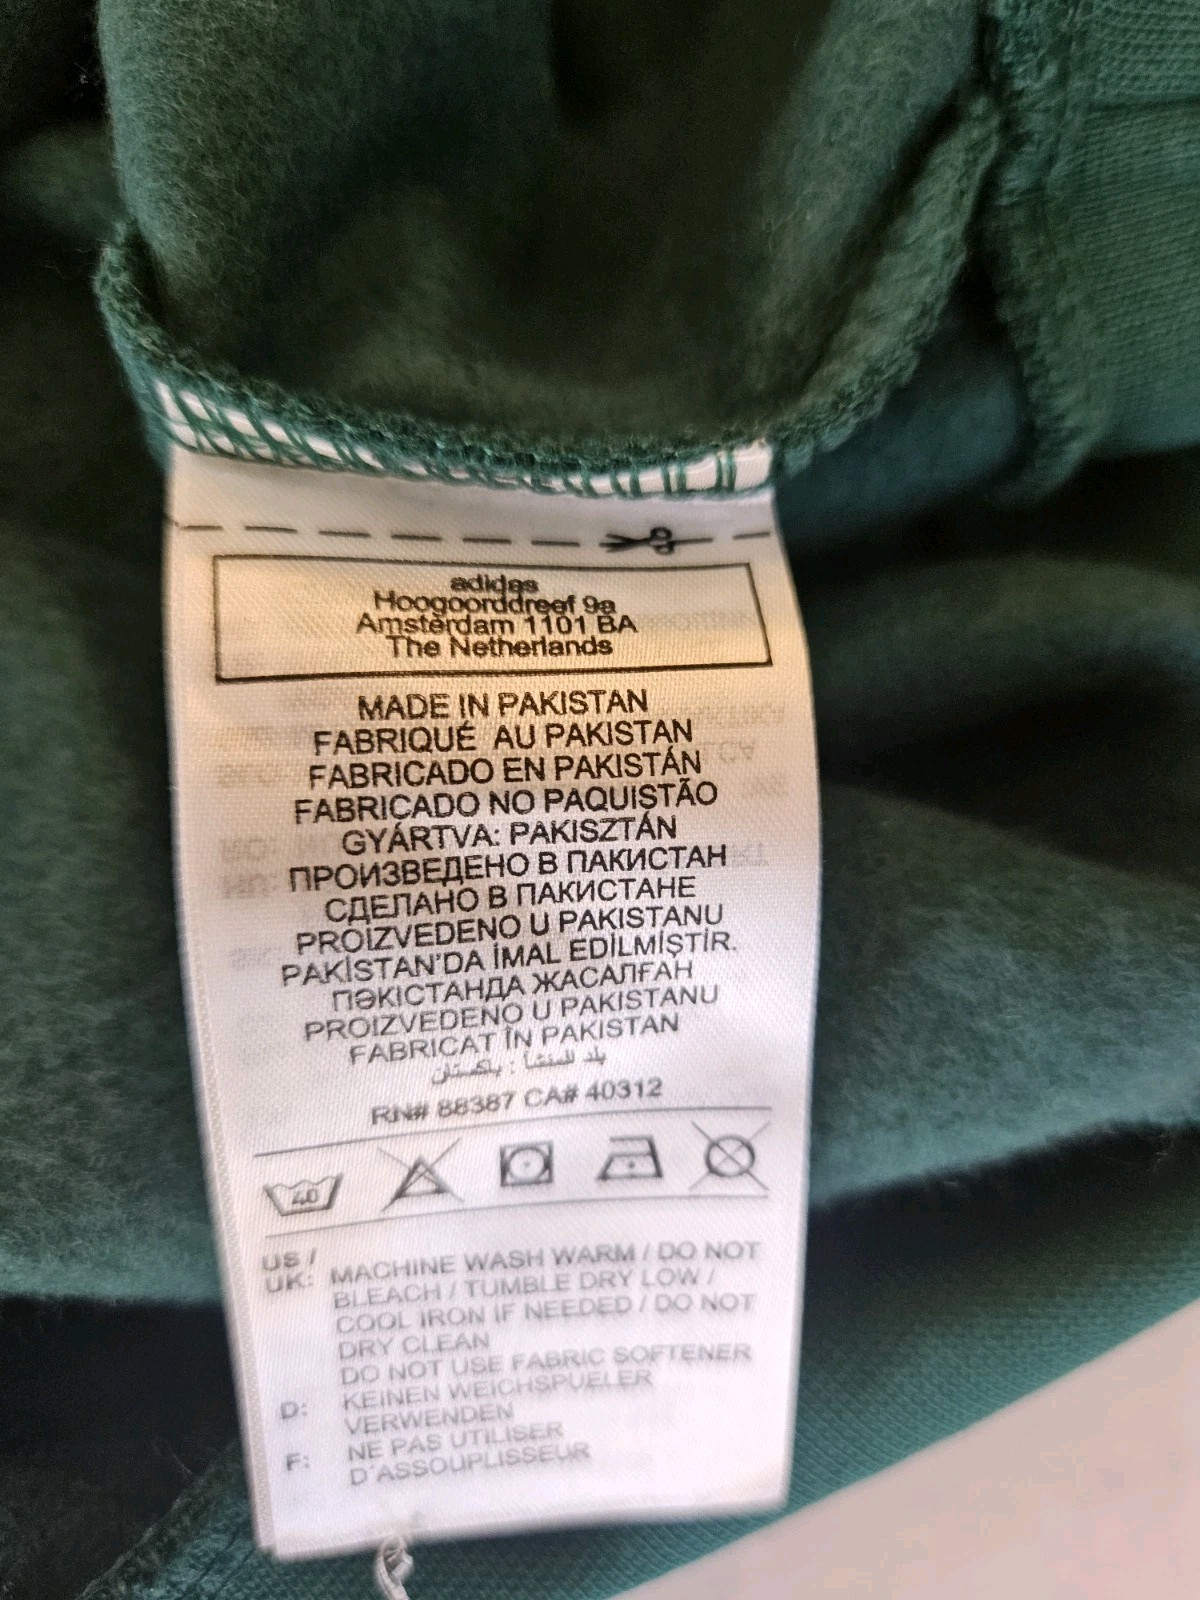 adidas
Hoogoorddreef 9a
Amsterdam 1101 BA
The Netherlands
MADE IN PAKISTAN
FABRIQUÉ AU PAKISTAN
FABRICADO EN PAKISTÁN
FABRICADO NO PAQUISTÃO
GYÁRTVA: PAKISZTÁN
ПРОИЗВЕДЕНО В ПАКИСТАН
СДЕЛАНО В ПАКИСТАНЕ
PROIZVEDENO U PAKISTANU
PAKİSTAN'DA İMAL EDİLMİŞTİR.
ПӘКІСТАНДА ЖАСАЛҒАН
PROIZVEDENO U PAKISTANU
FABRICAT ÎN PAKISTAN
بلد المنشأ : باكستان
RN# 88387 CA# 40312
40
US / UK: MACHINE WASH WARM / DO NOT
BLEACH / TUMBLE DRY LOW /
COOL IRON IF NEEDED / DO NOT
DRY CLEAN
DO NOT USE FABRIC SOFTENER
D: KEINEN WEICHSPUELER
VERWENDEN
F: NE PAS UTILISER
D´ASSOUPLISSEUR